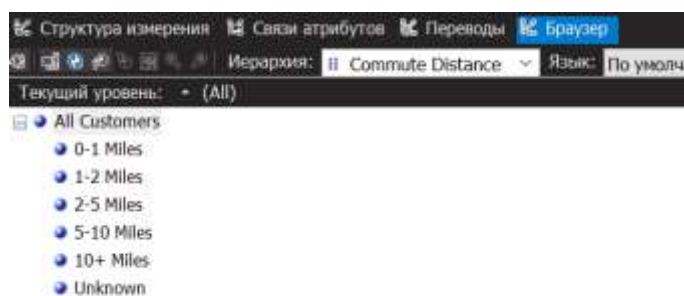 Структура измерения Связи атрибутов Переводы Браузер
Иерархия: Commute Distance Язык: По умолч
Текущий уровень: (All)
All Customers
0-1 Miles
1-2 Miles
2-5 Miles
5-10 Miles
10+ Miles
Unknown